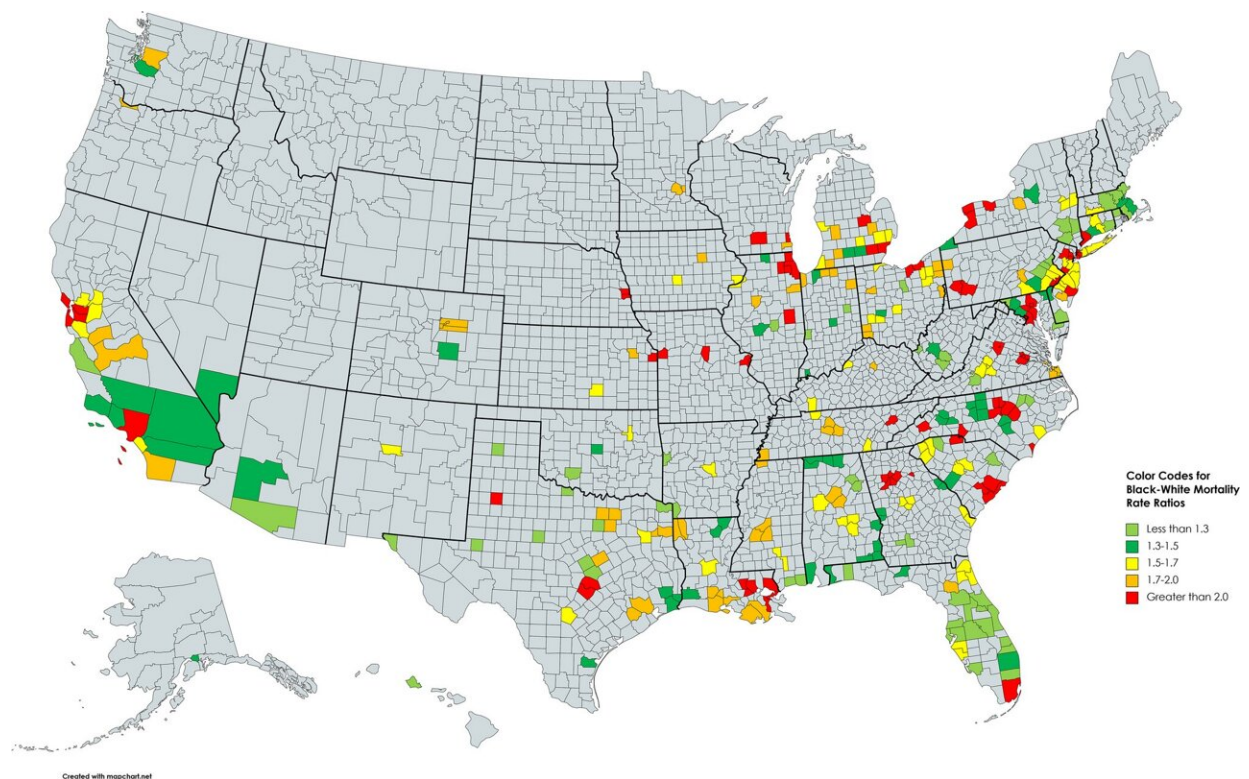 Color Codes for
Black-White Mortality
Rate Ratios
Less than 1.3
1.3-1.5
1.5-1.7
1.7-2.0
Greater than 2.0
Created with mapchart.net